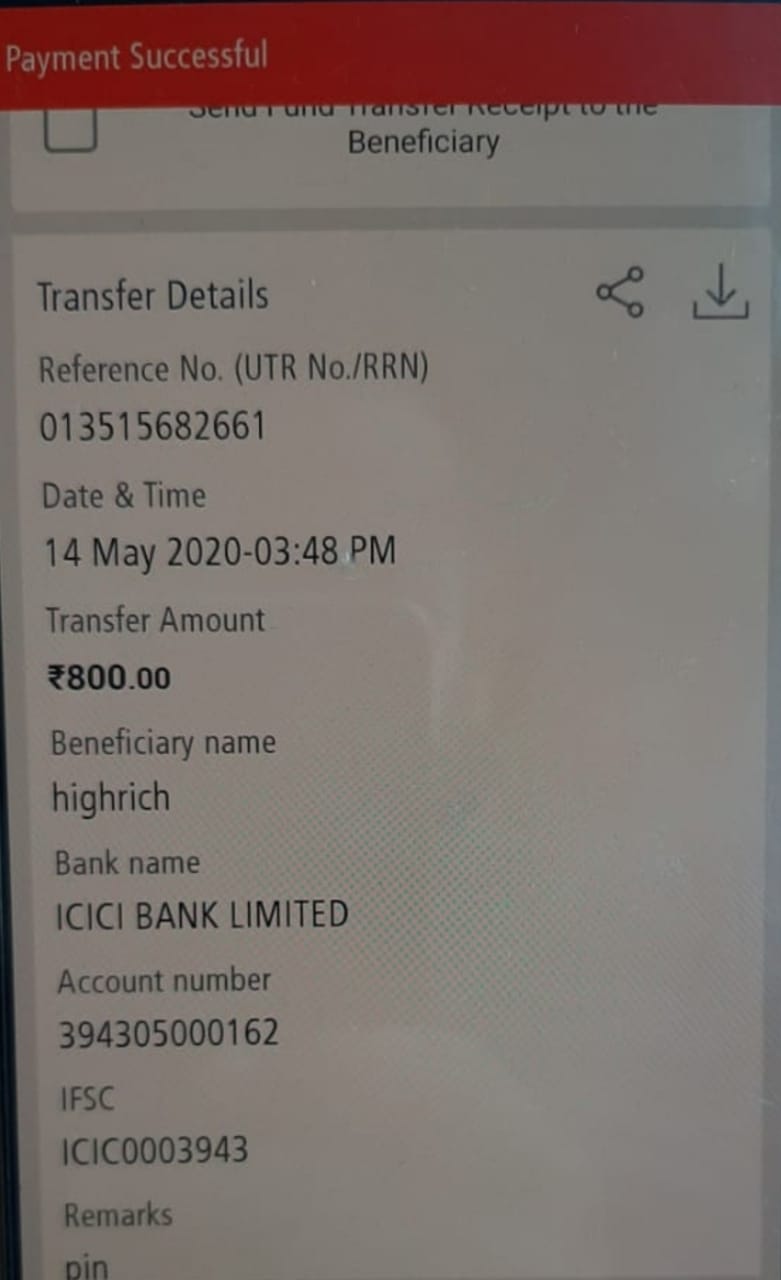 Payment Successful
Send Fund Transfer Receipt to the
Beneficiary
Transfer Details
Reference No. (UTR No./RRN)
013515682661
Date & Time
14 May 2020-03:48 PM
Transfer Amount
₹800.00
Beneficiary name
highrich
Bank name
ICICI BANK LIMITED
Account number
394305000162
IFSC
ICIC0003943
Remarks
pin